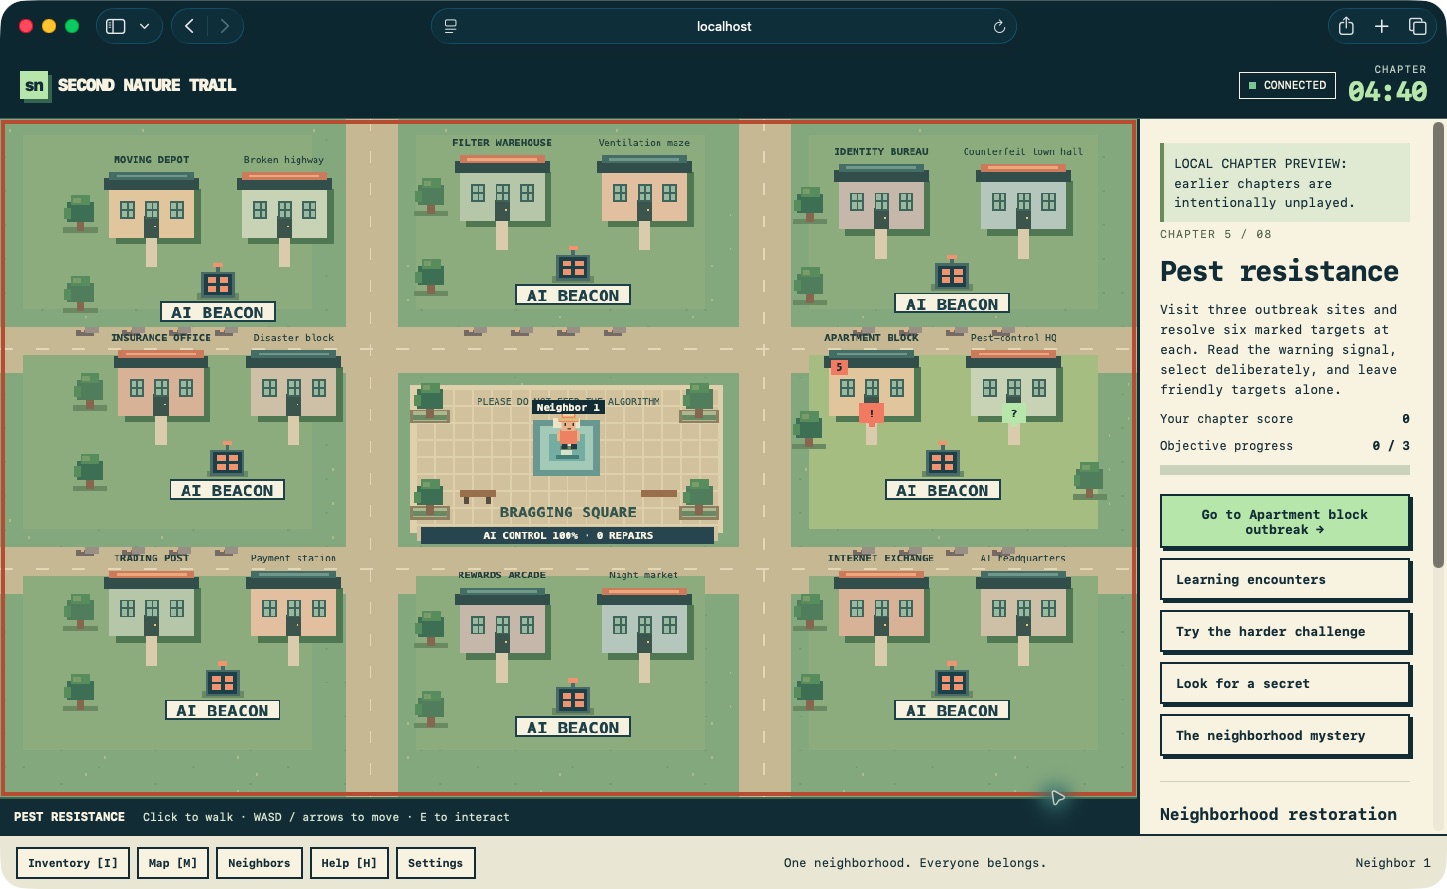 localhost
sn SECOND NATURE TRAIL
CONNECTED
CHAPTER
04:40
MOVING DEPOT
Broken highway
AI BEACON
FILTER WAREHOUSE
Ventilation maze
AI BEACON
IDENTITY BUREAU
Counterfeit town hall
AI BEACON
INSURANCE OFFICE
Disaster block
AI BEACON
PLEASE DO NOT FEED THE ALGORITHM
Neighbor 1
BRAGGING SQUARE
AI CONTROL 100% · 0 REPAIRS
APARTMENT BLOCK
Pest-control HQ
5
!
?
AI BEACON
TRADING POST
Payment station
AI BEACON
REWARDS ARCADE
Night market
AI BEACON
INTERNET EXCHANGE
AI headquarters
AI BEACON
PEST RESISTANCE
Click to walk · WASD / arrows to move · E to interact
LOCAL CHAPTER PREVIEW:
earlier chapters are
intentionally unplayed.
CHAPTER 5 / 08
Pest resistance
Visit three outbreak sites and
resolve six marked targets at
each. Read the warning signal,
select deliberately, and leave
friendly targets alone.
Your chapter score 0
Objective progress 0 / 3
Go to Apartment block
outbreak →
Learning encounters
Try the harder challenge
Look for a secret
The neighborhood mystery
Neighborhood restoration
Inventory [I]
Map [M]
Neighbors
Help [H]
Settings
One neighborhood. Everyone belongs.
Neighbor 1